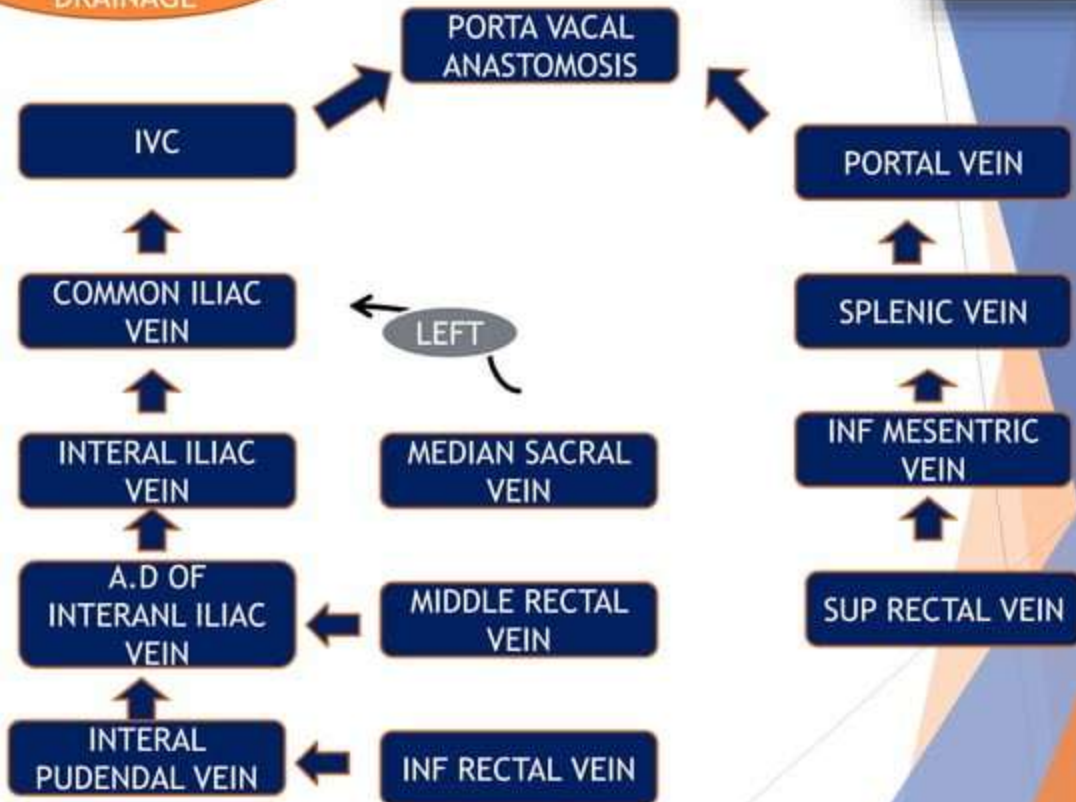 DRAINAGE
PORTA VACAL
ANASTOMOSIS
IVC
PORTAL VEIN
COMMON ILIAC
VEIN
LEFT
SPLENIC VEIN
INTERAL ILIAC
VEIN
MEDIAN SACRAL
VEIN
INF MESENTRIC
VEIN
A.D OF
INTERANL ILIAC
VEIN
MIDDLE RECTAL
VEIN
SUP RECTAL VEIN
INTERAL
PUDENDAL VEIN
INF RECTAL VEIN